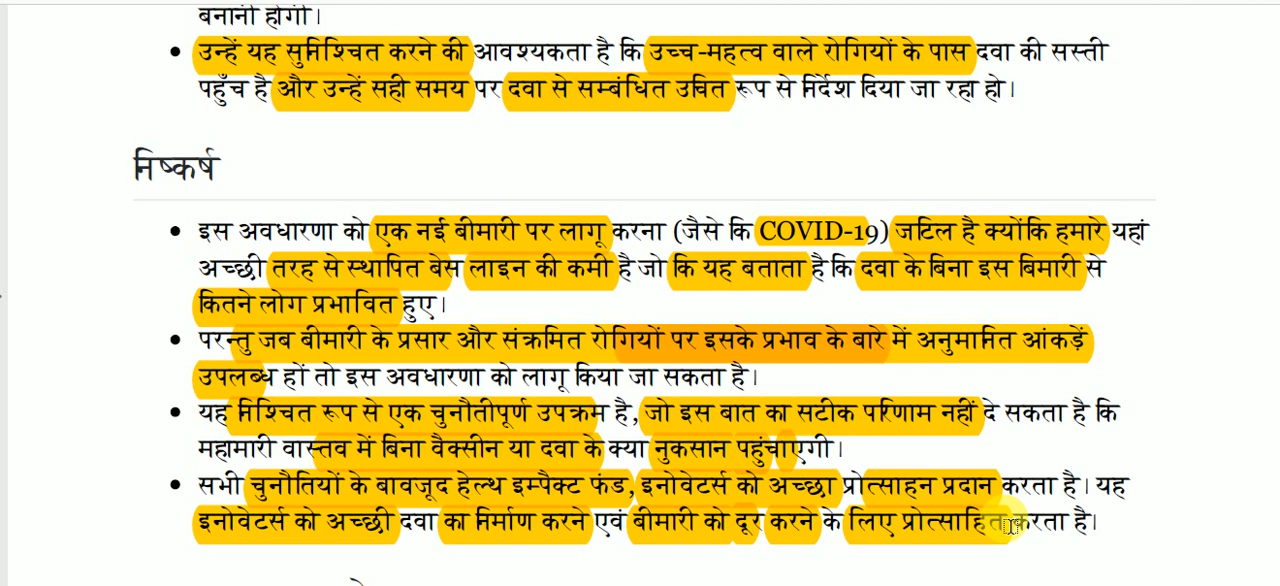 बनानी होगी।
• उन्हें यह सुनिश्चित करने की आवश्यकता है कि उच्च-महत्व वाले रोगियों के पास दवा की सस्ती
पहुँच है और उन्हें सही समय पर दवा से सम्बंधित उचित रूप से निर्देश दिया जा रहा हो।
निष्कर्ष
• इस अवधारणा को एक नई बीमारी पर लागू करना (जैसे कि COVID-19) जटिल है क्योंकि हमारे यहां
अच्छी तरह से स्थापित बेस लाइन की कमी है जो कि यह बताता है कि दवा के बिना इस बिमारी से
कितने लोग प्रभावित हुए।
• परन्तु जब बीमारी के प्रसार और संक्रमित रोगियों पर इसके प्रभाव के बारे में अनुमानित आंकड़ें
उपलब्ध हों तो इस अवधारणा को लागू किया जा सकता है।
• यह निश्चित रूप से एक चुनौतीपूर्ण उपक्रम है, जो इस बात का सटीक परिणाम नहीं दे सकता है कि
महामारी वास्तव में बिना वैक्सीन या दवा के क्या नुकसान पहुंचाएगी।
• सभी चुनौतियों के बावजूद हेल्थ इम्पैक्ट फंड, इनोवेटर्स को अच्छा प्रोत्साहन प्रदान करता है। यह
इनोवेटर्स को अच्छी दवा का निर्माण करने एवं बीमारी को दूर करने के लिए प्रोत्साहित करता है।